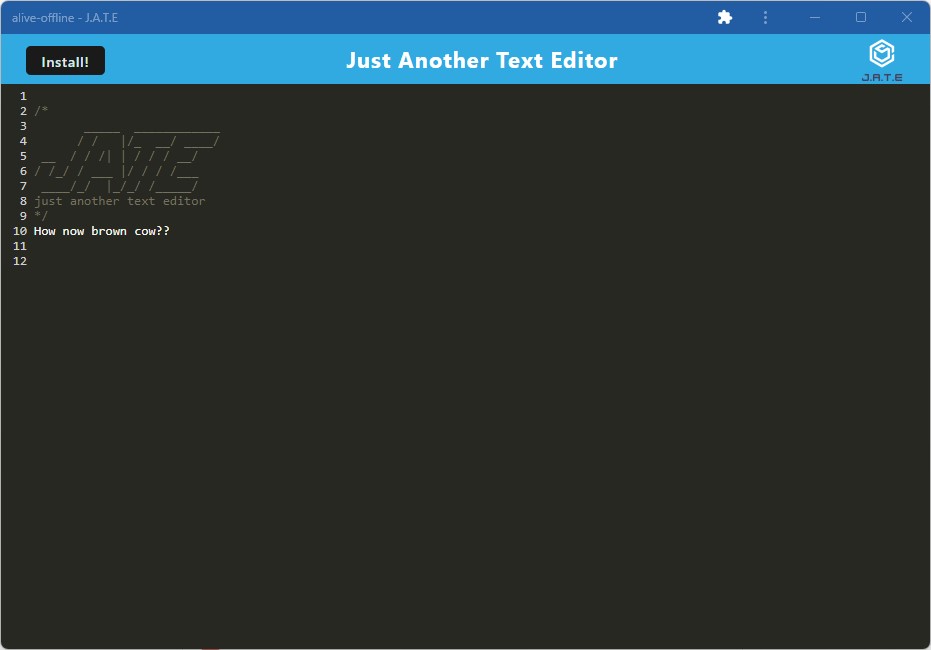 alive-offline - J.A.T.E
Install!
Just Another Text Editor
J.A.T.E
1
2 /*
3        _____  ____________
4       / /   |/_  __/ ____/
5  __  / / /| | / / / __/
6 / /_/ / ___ |/ / / /___
7  ____/_/  |_/_/ /_____/
8 just another text editor
9 */
10 How now brown cow??
11
12